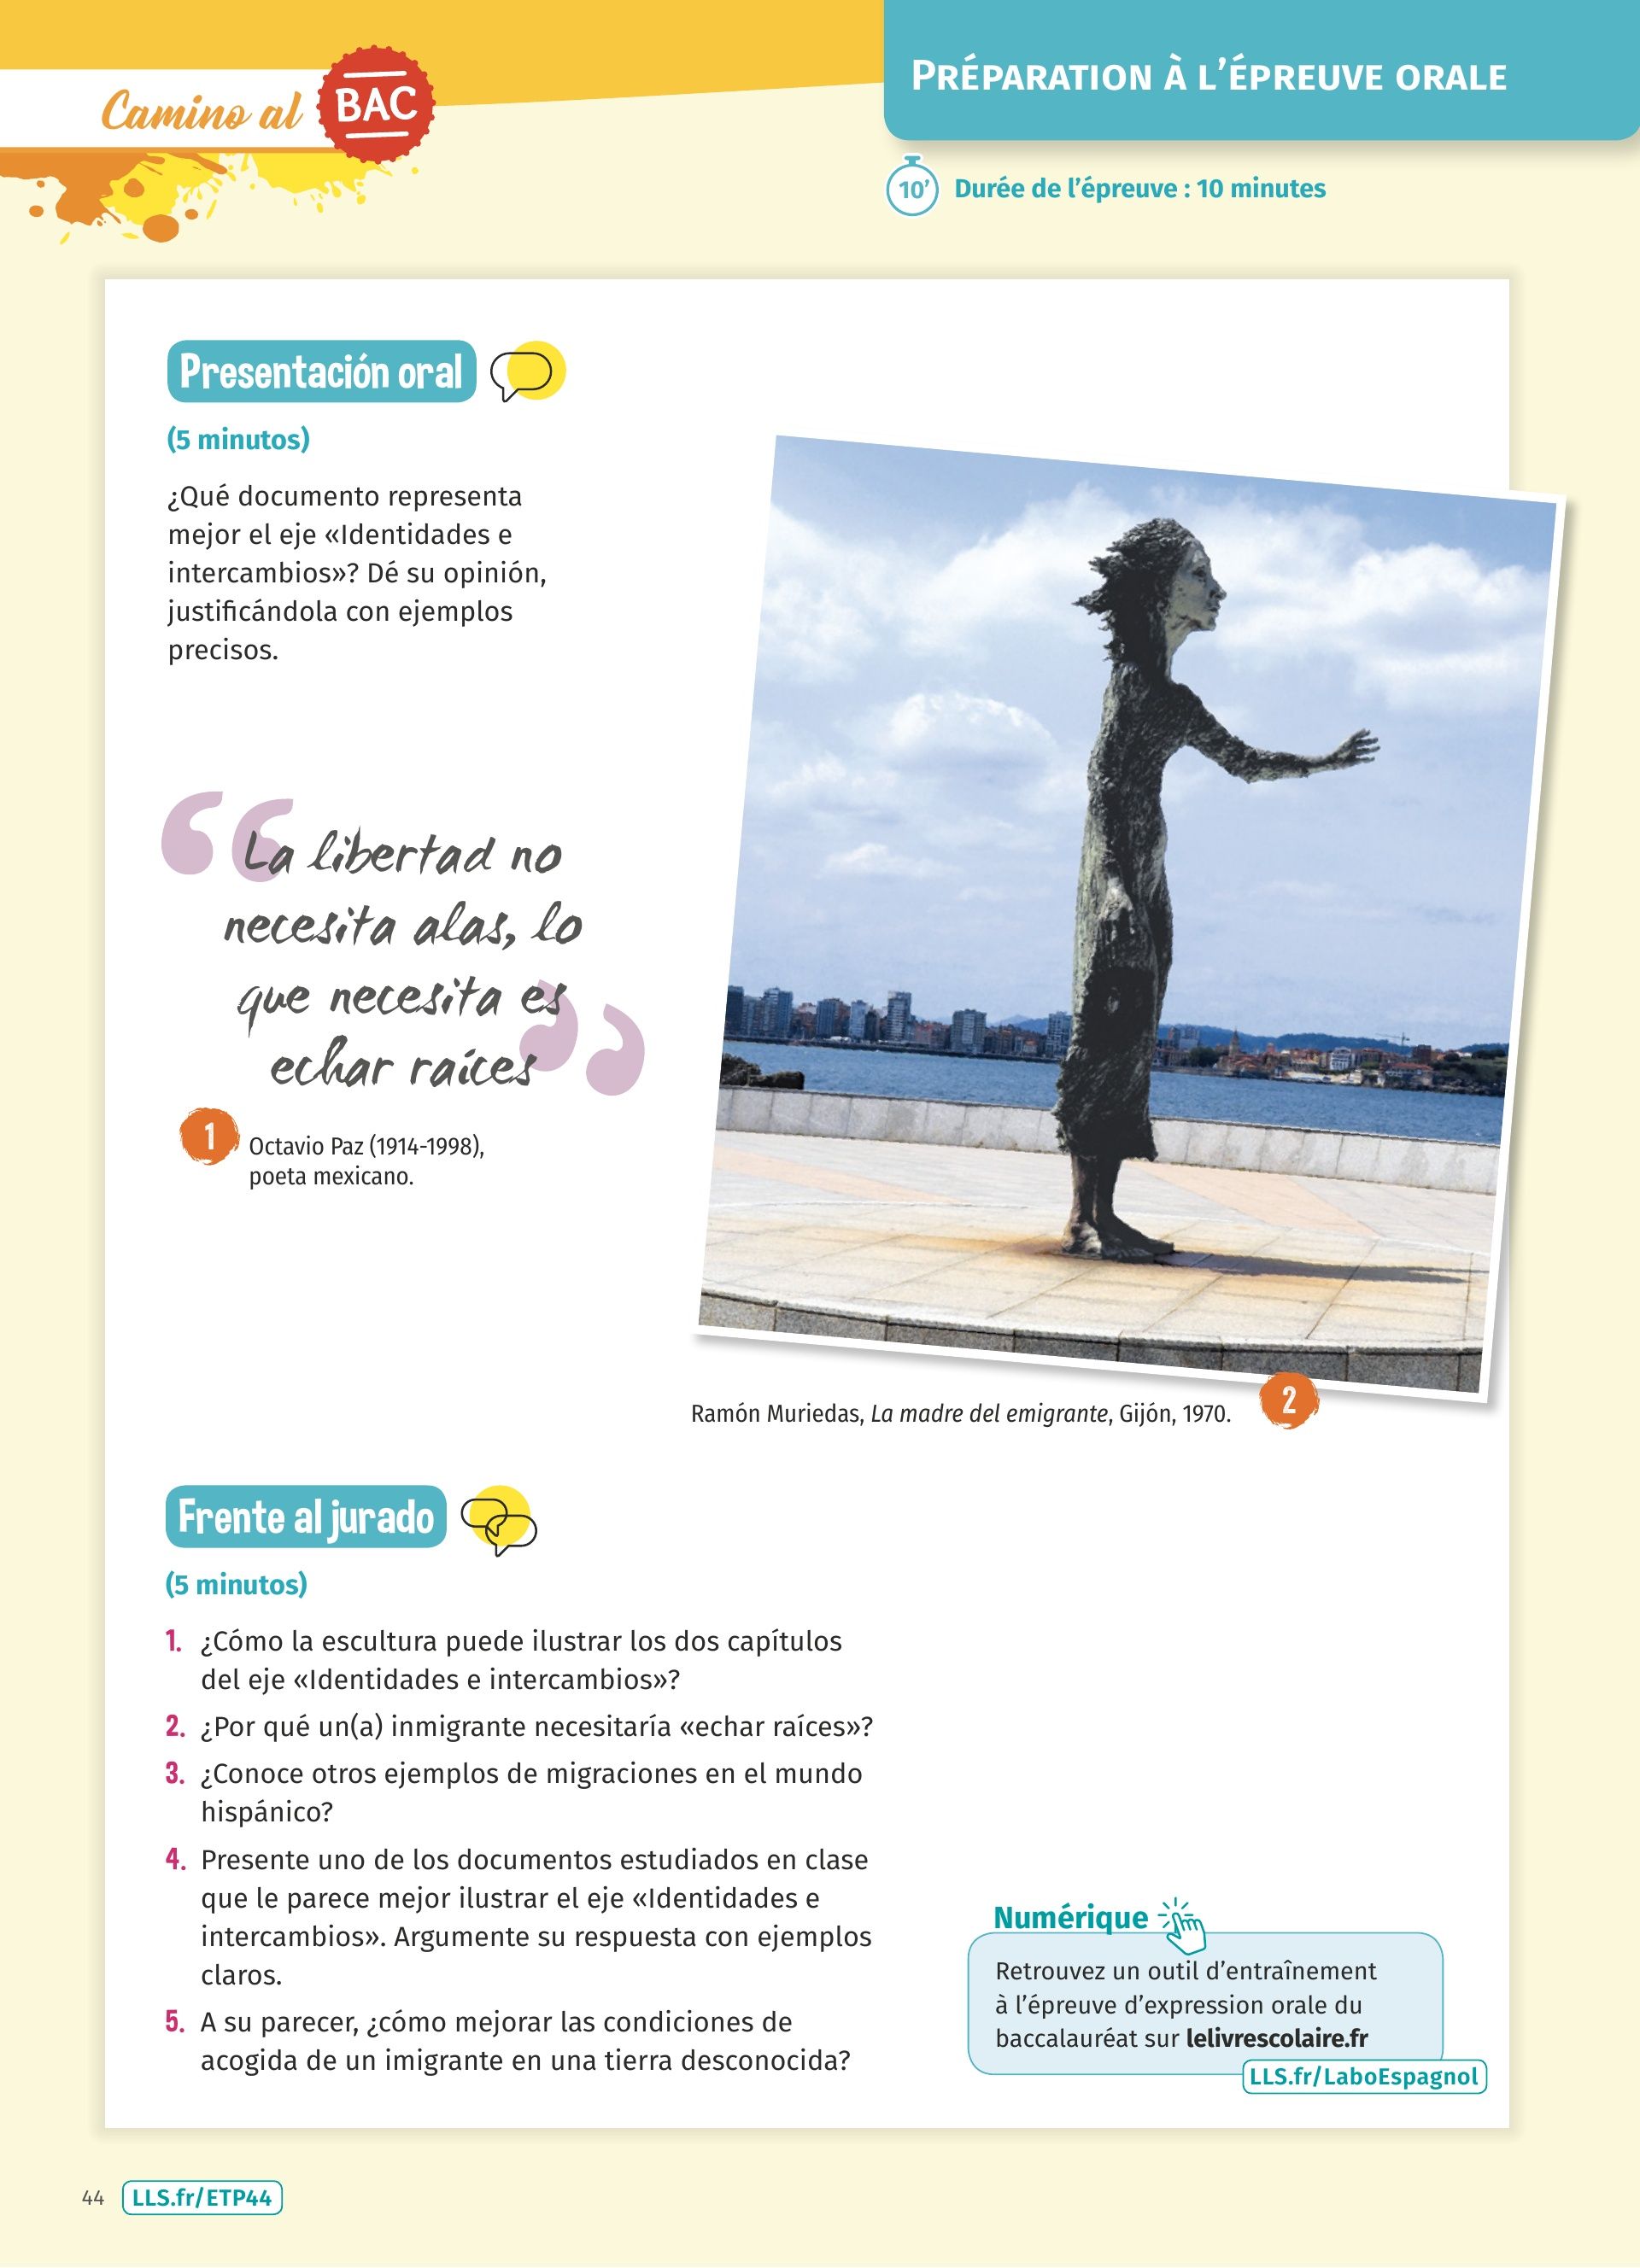 Camino al BAC
PRÉPARATION À L'ÉPREUVE ORALE
10' Durée de l'épreuve : 10 minutes
Presentación oral
(5 minutos)
¿Qué documento representa
mejor el eje «Identidades e
intercambios»? Dé su opinión,
justificándola con ejemplos
precisos.
“La libertad no
necesita alas, lo
que necesita es
echar raíces”
1 Octavio Paz (1914-1998),
poeta mexicano.
Ramón Muriedas, La madre del emigrante, Gijón, 1970. 2
Frente al jurado
(5 minutos)
1. ¿Cómo la escultura puede ilustrar los dos capítulos
del eje «Identidades e intercambios»?
2. ¿Por qué un(a) inmigrante necesitaría «echar raíces»?
3. ¿Conoce otros ejemplos de migraciones en el mundo
hispánico?
4. Presente uno de los documentos estudiados en clase
que le parece mejor ilustrar el eje «Identidades e
intercambios». Argumente su respuesta con ejemplos
claros.
5. A su parecer, ¿cómo mejorar las condiciones de
acogida de un imigrante en una tierra desconocida?
Numérique
Retrouvez un outil d'entraînement
à l'épreuve d'expression orale du
baccalauréat sur lelivrescolaire.fr
LLS.fr/LaboEspagnol
44 LLS.fr/ETP44